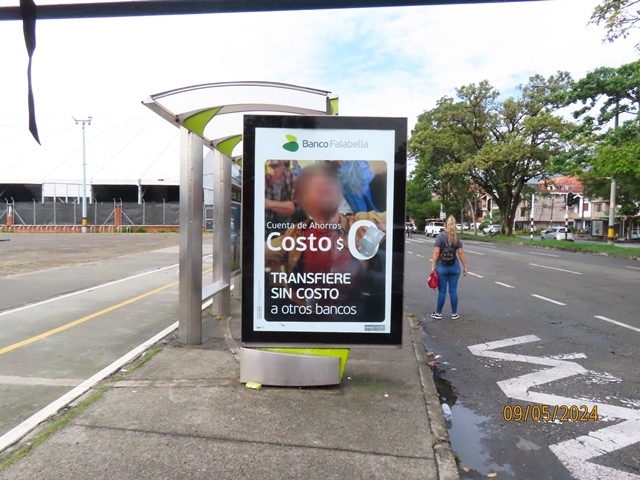 Banco Falabella
Cuenta de Ahorros
Costo $0
TRANSFIERE
SIN COSTO
a otros bancos
09/05/2024